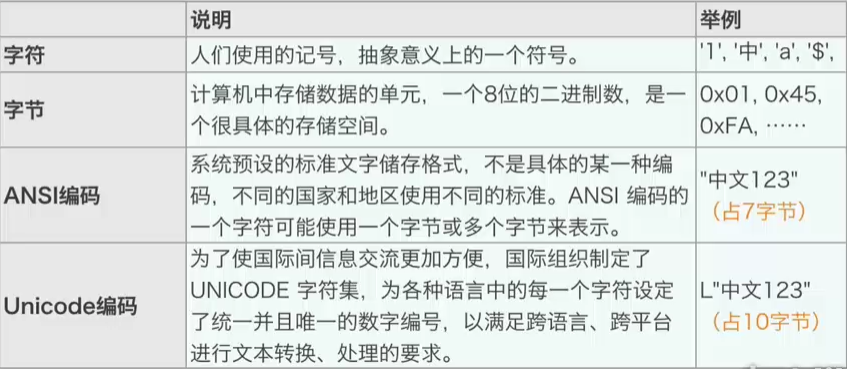 说明 举例
字符 人们使用的记号，抽象意义上的一个符号。 '1', '中', 'a', '$',
字节 计算机中存储数据的单元，一个8位的二进制数，是一 0x01, 0x45,
个很具体的存储空间。 0xFA, ……
ANSI编码 系统预设的标准文字储存格式，不是具体的某一种编 "中文123"
码，不同的国家和地区使用不同的标准。ANSI 编码的 （占7字节）
一个字符可能使用一个字节或多个字节来表示。
Unicode编码 为了使国际间信息交流更加方便，国际组织制定了 L"中文123"
UNICODE 字符集，为各种语言中的每一个字符设定 （占10字节）
了统一并且唯一的数字编号，以满足跨语言、跨平台
进行文本转换、处理的要求。